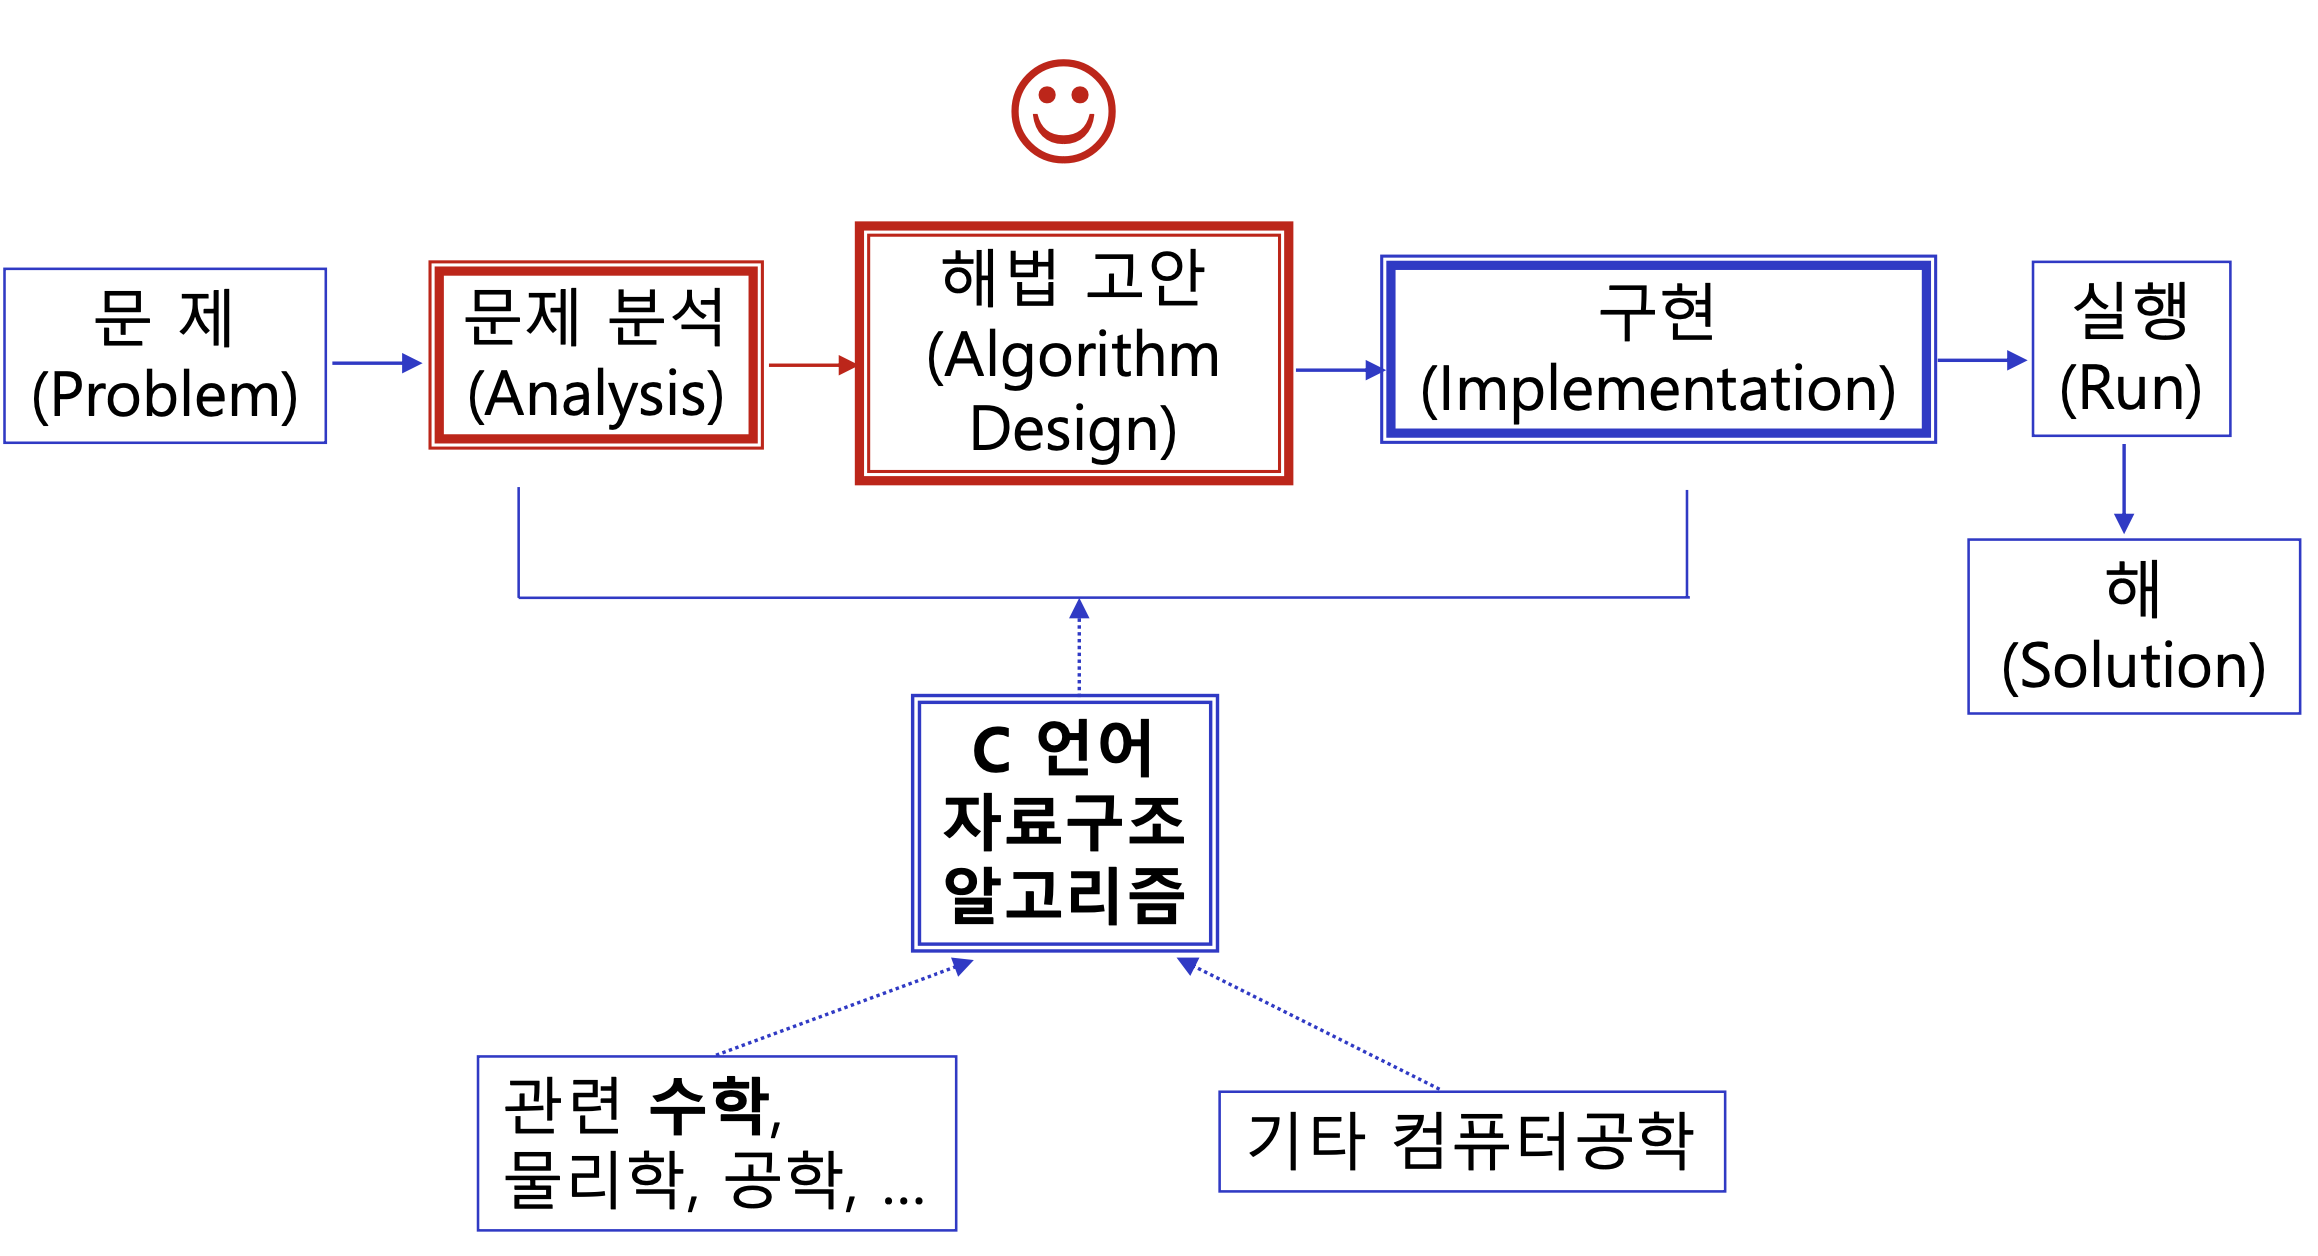 문 제
(Problem)
문제 분석
(Analysis)
해법 고안
(Algorithm
Design)
구현
(Implementation)
실행
(Run)
해
(Solution)
C 언어
자료구조
알고리즘
관련 수학,
물리학, 공학, ...
기타 컴퓨터공학